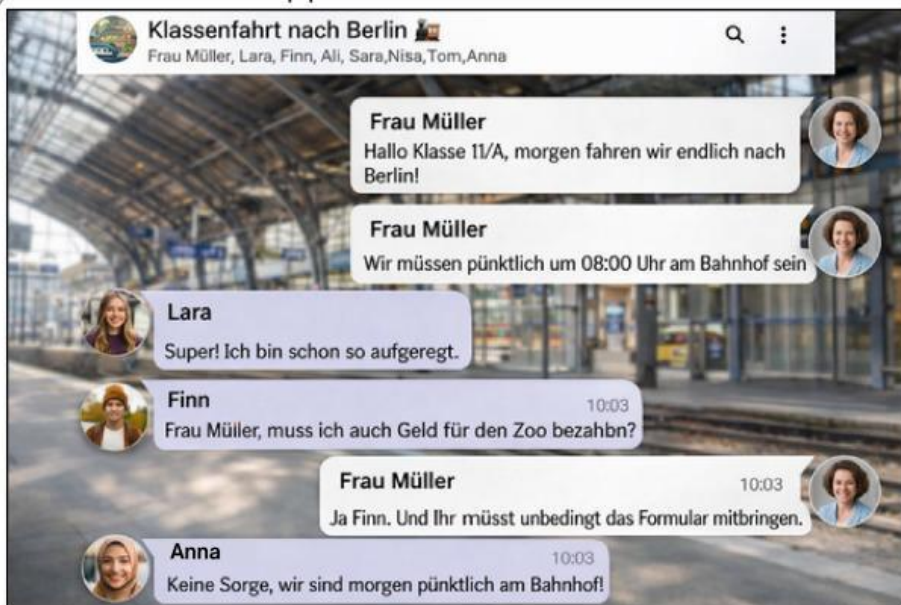 Klassenfahrt nach Berlin
Frau Müller, Lara, Finn, Ali, Sara,Nisa,Tom,Anna
Frau Müller
Hallo Klasse 11/A, morgen fahren wir endlich nach
Berlin!
Frau Müller
Wir müssen pünktlich um 08:00 Uhr am Bahnhof sein
Lara
Super! Ich bin schon so aufgeregt.
Finn 10:03
Frau Müller, muss ich auch Geld für den Zoo bezahbn?
Frau Müller 10:03
Ja Finn. Und Ihr müsst unbedingt das Formular mitbringen.
Anna 10:03
Keine Sorge, wir sind morgen pünktlich am Bahnhof!